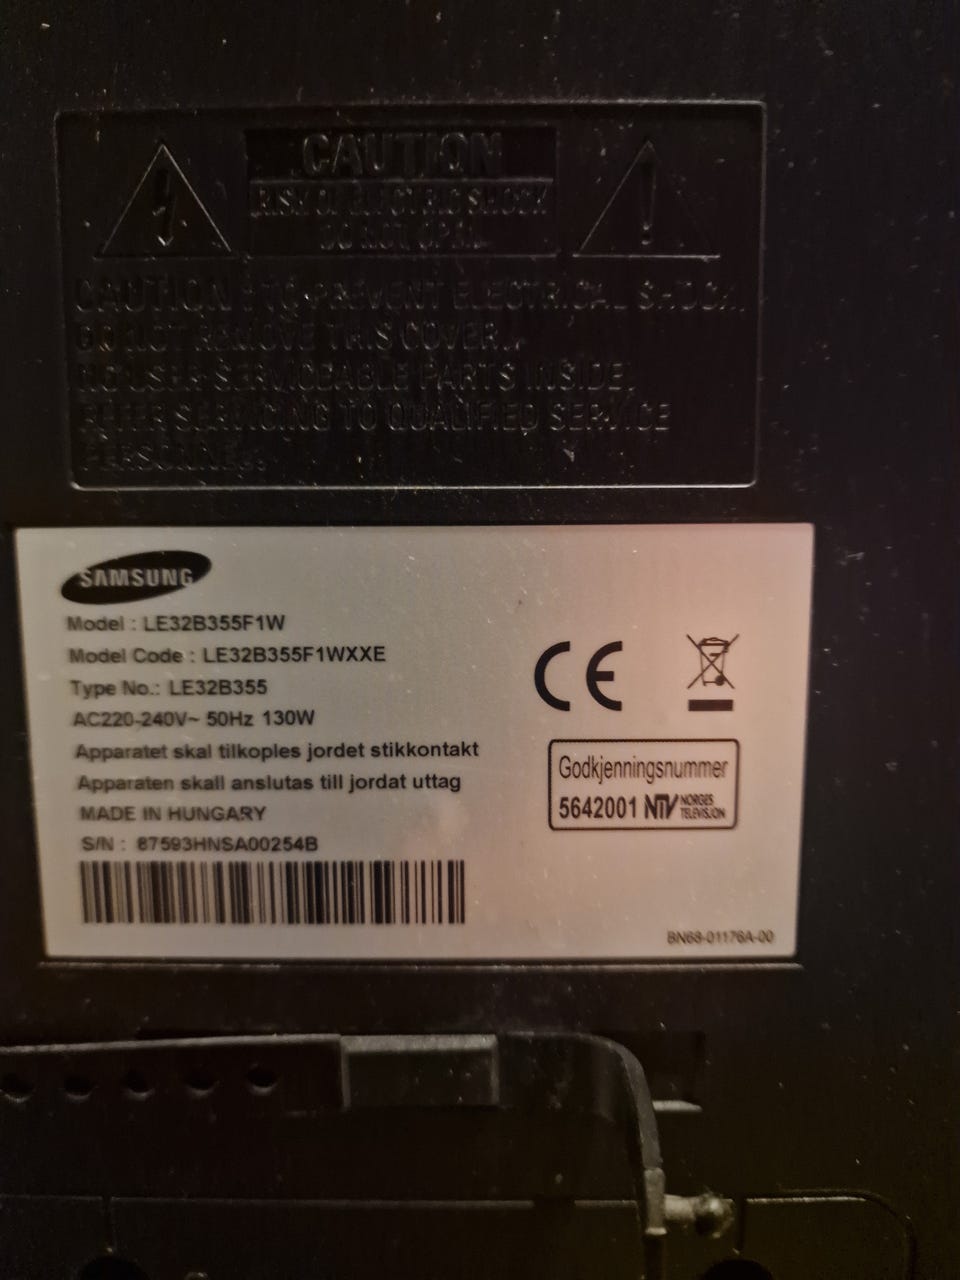 CAUTION
RISK OF ELECTRIC SHOCK
DO NOT OPEN
CAUTION : TO PREVENT ELECTRICAL SHOCK,
DO NOT REMOVE THIS COVER.
NO USER SERVICEABLE PARTS INSIDE.
REFER SERVICING TO QUALIFIED SERVICE
PERSONNEL.
SAMSUNG
Model : LE32B355F1W
Model Code : LE32B355F1WXXE
Type No.: LE32B355
AC220-240V~ 50Hz 130W
Apparatet skal tilkoples jordet stikkontakt
Apparaten skall anslutas till jordat uttag
MADE IN HUNGARY
S/N : 87593HNSA00254B
CE
Godkjenningsnummer
5642001 NTV NORGES
TELEVISJON
BN68-01176A-00